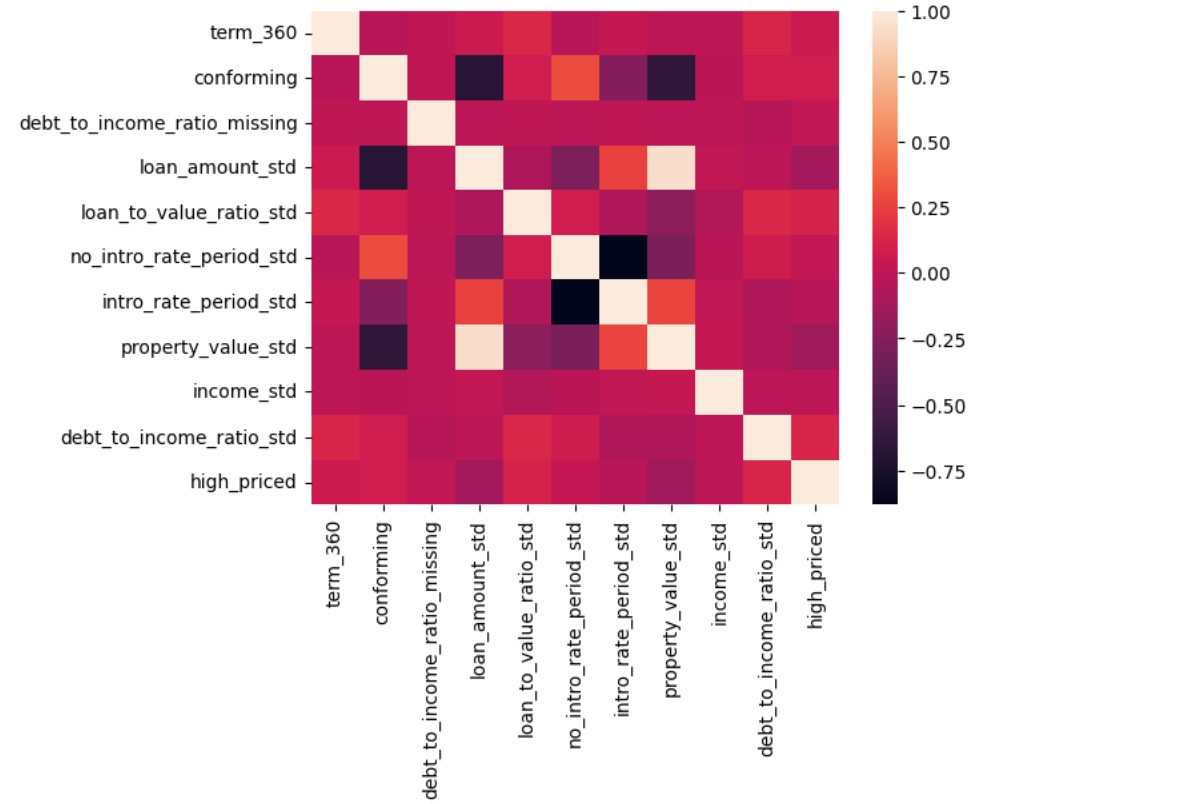 term_360
conforming
debt_to_income_ratio_missing
loan_amount_std
loan_to_value_ratio_std
no_intro_rate_period_std
intro_rate_period_std
property_value_std
income_std
debt_to_income_ratio_std
high_priced
term_360
conforming
debt_to_income_ratio_missing
loan_amount_std
loan_to_value_ratio_std
no_intro_rate_period_std
intro_rate_period_std
property_value_std
income_std
debt_to_income_ratio_std
high_priced
1.00
0.75
0.50
0.25
0.00
−0.25
−0.50
−0.75